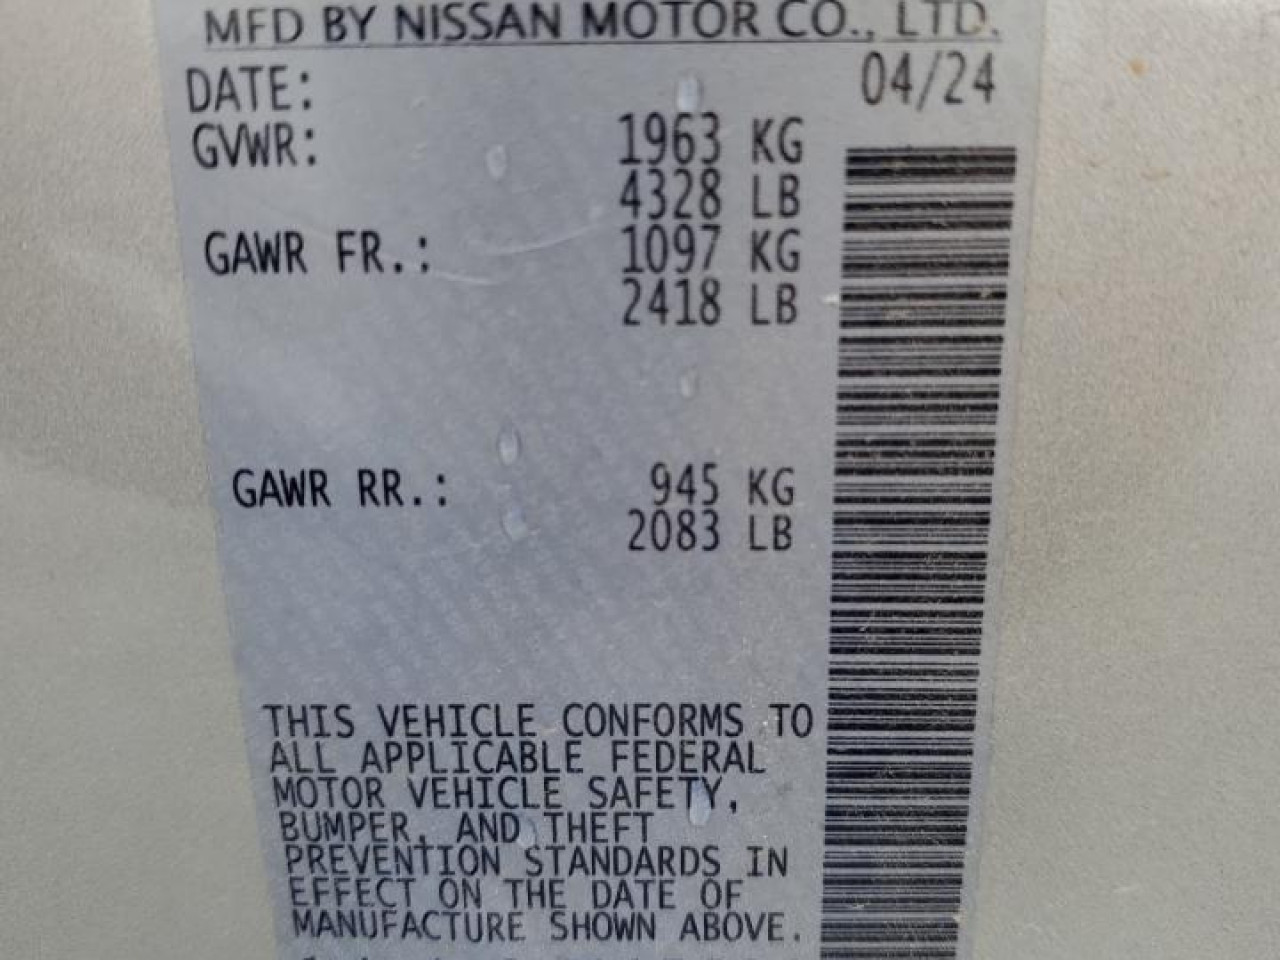 MFD BY NISSAN MOTOR CO., LTD.
DATE: 04/24
GVWR: 1963 KG
4328 LB
GAWR FR.: 1097 KG
2418 LB
GAWR RR.: 945 KG
2083 LB
THIS VEHICLE CONFORMS TO
ALL APPLICABLE FEDERAL
MOTOR VEHICLE SAFETY,
BUMPER, AND THEFT
PREVENTION STANDARDS IN
EFFECT ON THE DATE OF
MANUFACTURE SHOWN ABOVE.